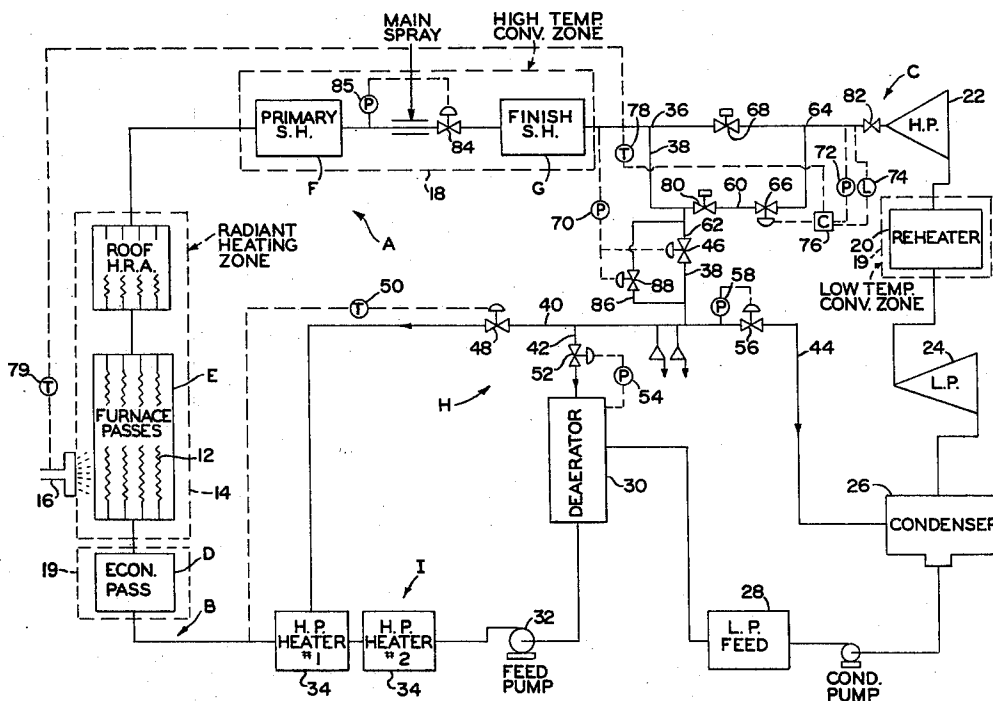 MAIN
SPRAY
HIGH TEMP.
CONV. ZONE
C
85
P
PRIMARY
S. H.
84
FINISH
S. H.
F
18
G
A
78
T
36
38
68
64
82
22
H.P.
72
P
L
74
80
60
66
C
76
70
P
62
46
88
38
86
58
P
56
20
19
REHEATER
LOW TEMP.
CONV. ZONE
RADIANT
HEATING
ZONE
ROOF
H.R.A.
50
T
48
40
42
52
P
54
44
24
L.P.
79
T
E
FURNACE
PASSES
12
16
14
H
DEAERATOR
30
26
CONDENSER
19
D
ECON.
PASS
B
I
H.P.
HEATER
#1
34
H.P.
HEATER
#2
34
32
FEED
PUMP
28
L.P.
FEED
COND.
PUMP